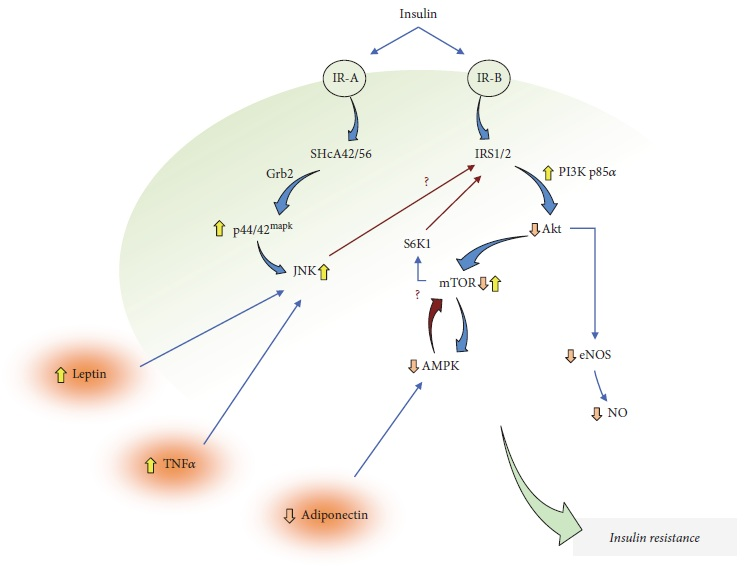 Insulin
IR-A
IR-B
SHcA42/56
IRS1/2
Grb2
?
PI3K p85α
p44/42mapk
Akt
S6K1
JNK
mTOR
?
eNOS
AMPK
Leptin
NO
TNFα
Adiponectin
Insulin resistance